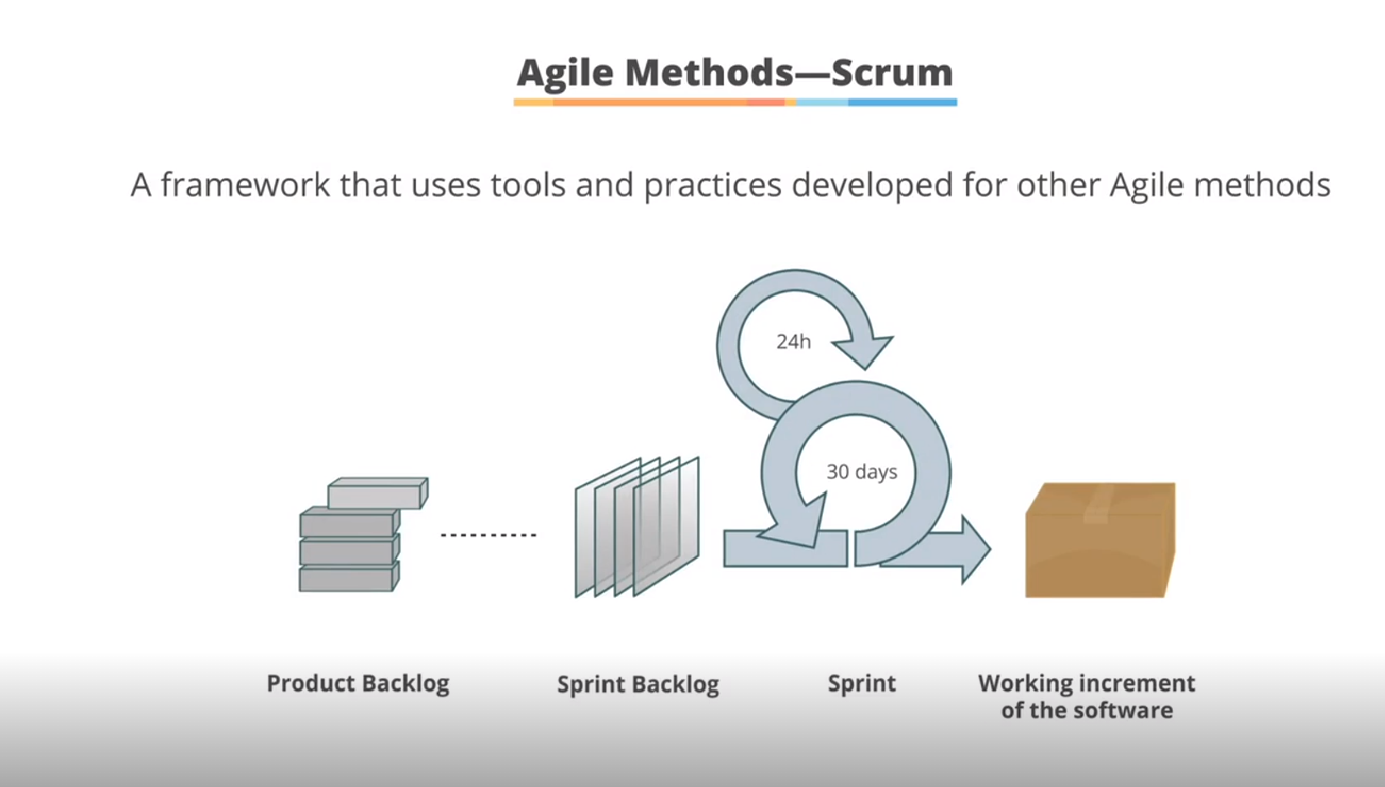 Agile Methods—Scrum
A framework that uses tools and practices developed for other Agile methods
24h
30 days
Product Backlog
Sprint Backlog
Sprint
Working increment
of the software